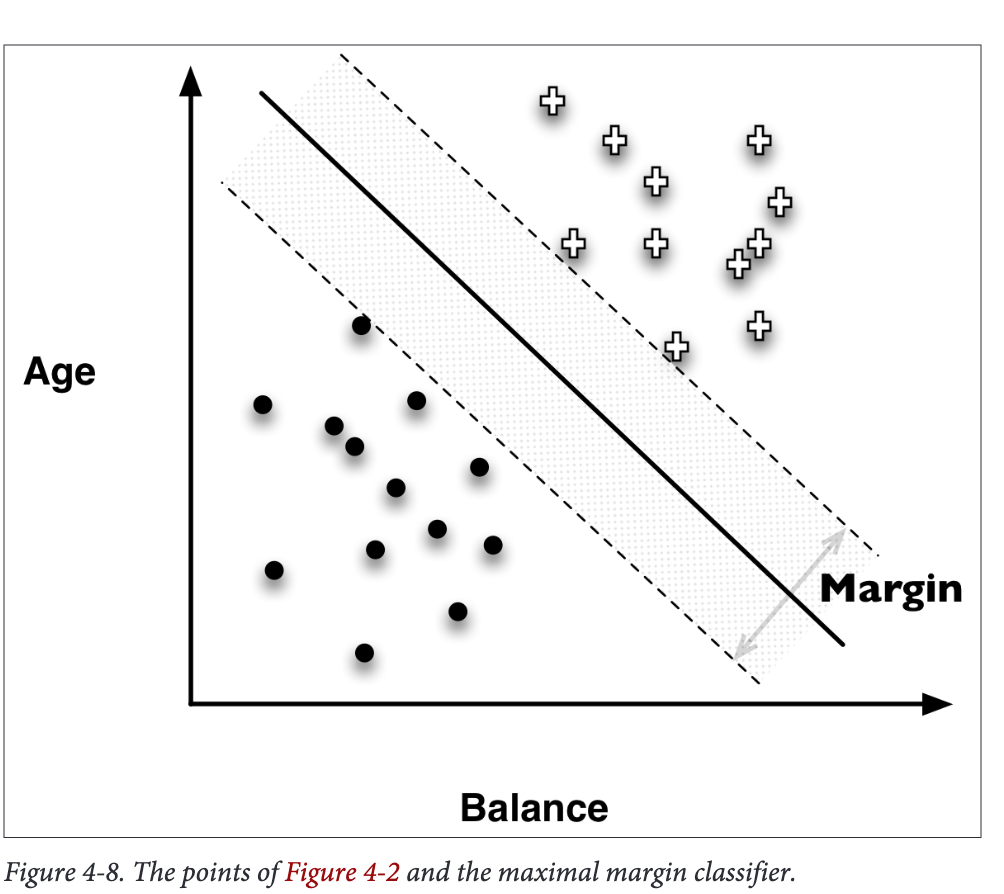 Age
Margin
Balance
Figure 4-8. The points of Figure 4-2 and the maximal margin classifier.